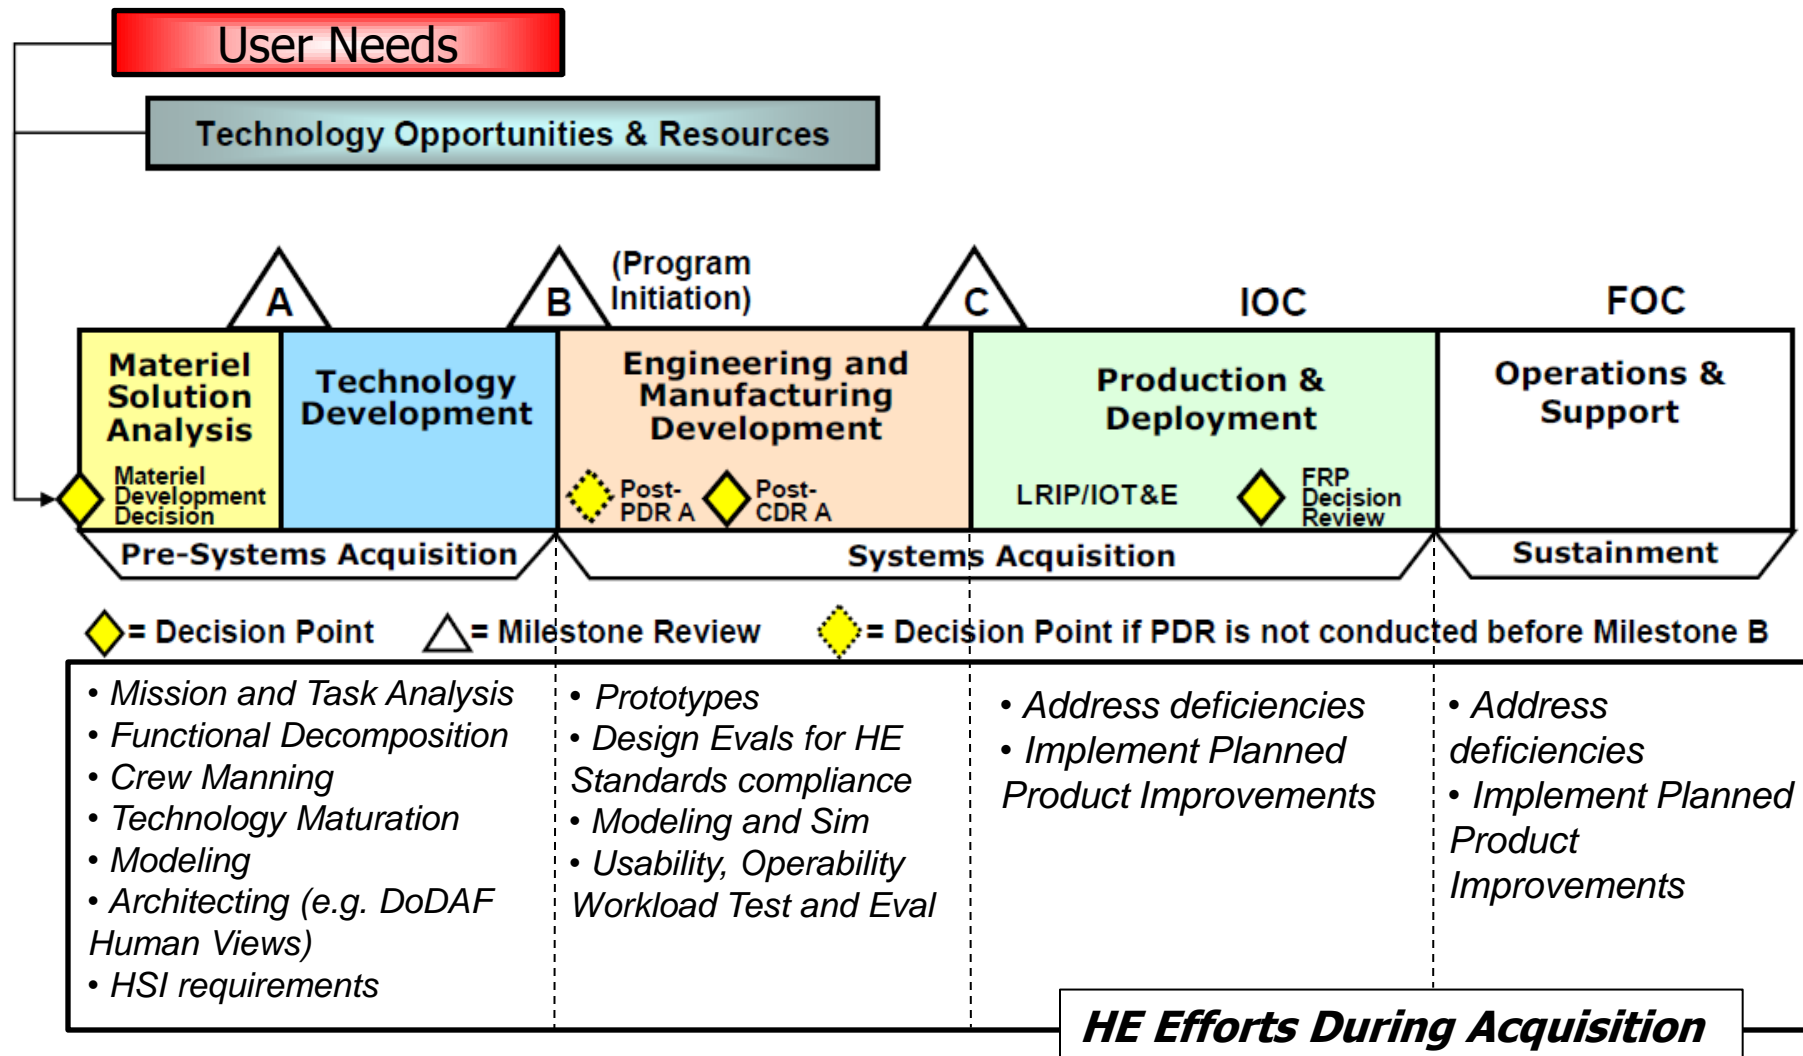 User Needs
Technology Opportunities & Resources
A
B
(Program
Initiation)
C
IOC
FOC
Materiel
Solution
Analysis
Technology
Development
Engineering and
Manufacturing
Development
Production &
Deployment
Operations &
Support
Materiel
Development
Decision
Post-
PDR A
Post-
CDR A
LRIP/IOT&E
FRP
Decision
Review
Pre-Systems Acquisition
Systems Acquisition
Sustainment
= Decision Point
= Milestone Review
= Decision Point if PDR is not conducted before Milestone B
• Mission and Task Analysis
• Functional Decomposition
• Crew Manning
• Technology Maturation
• Modeling
• Architecting (e.g. DoDAF
Human Views)
• HSI requirements
• Prototypes
• Design Evals for HE
Standards compliance
• Modeling and Sim
• Usability, Operability
Workload Test and Eval
• Address deficiencies
• Implement Planned
Product Improvements
• Address
deficiencies
• Implement Planned
Product
Improvements
HE Efforts During Acquisition